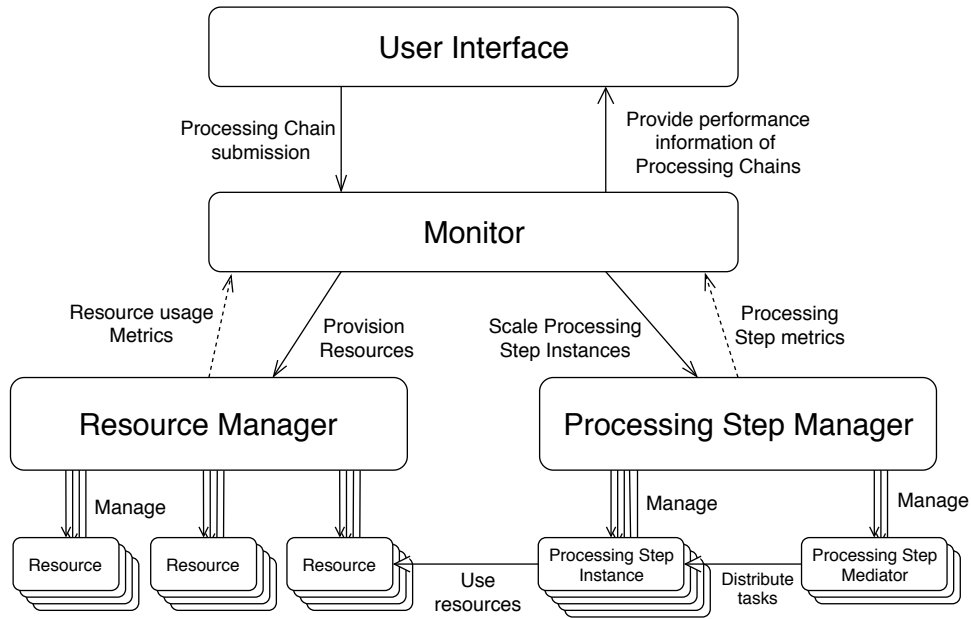 User Interface
Processing Chain
submission
Provide performance
information of
Processing Chains
Monitor
Resource usage
Metrics
Provision
Resources
Scale Processing
Step Instances
Processing
Step metrics
Resource Manager
Processing Step Manager
Manage
Manage
Manage
Resource
Resource
Resource
Processing Step
Instance
Processing Step
Mediator
Use
resources
Distribute
tasks